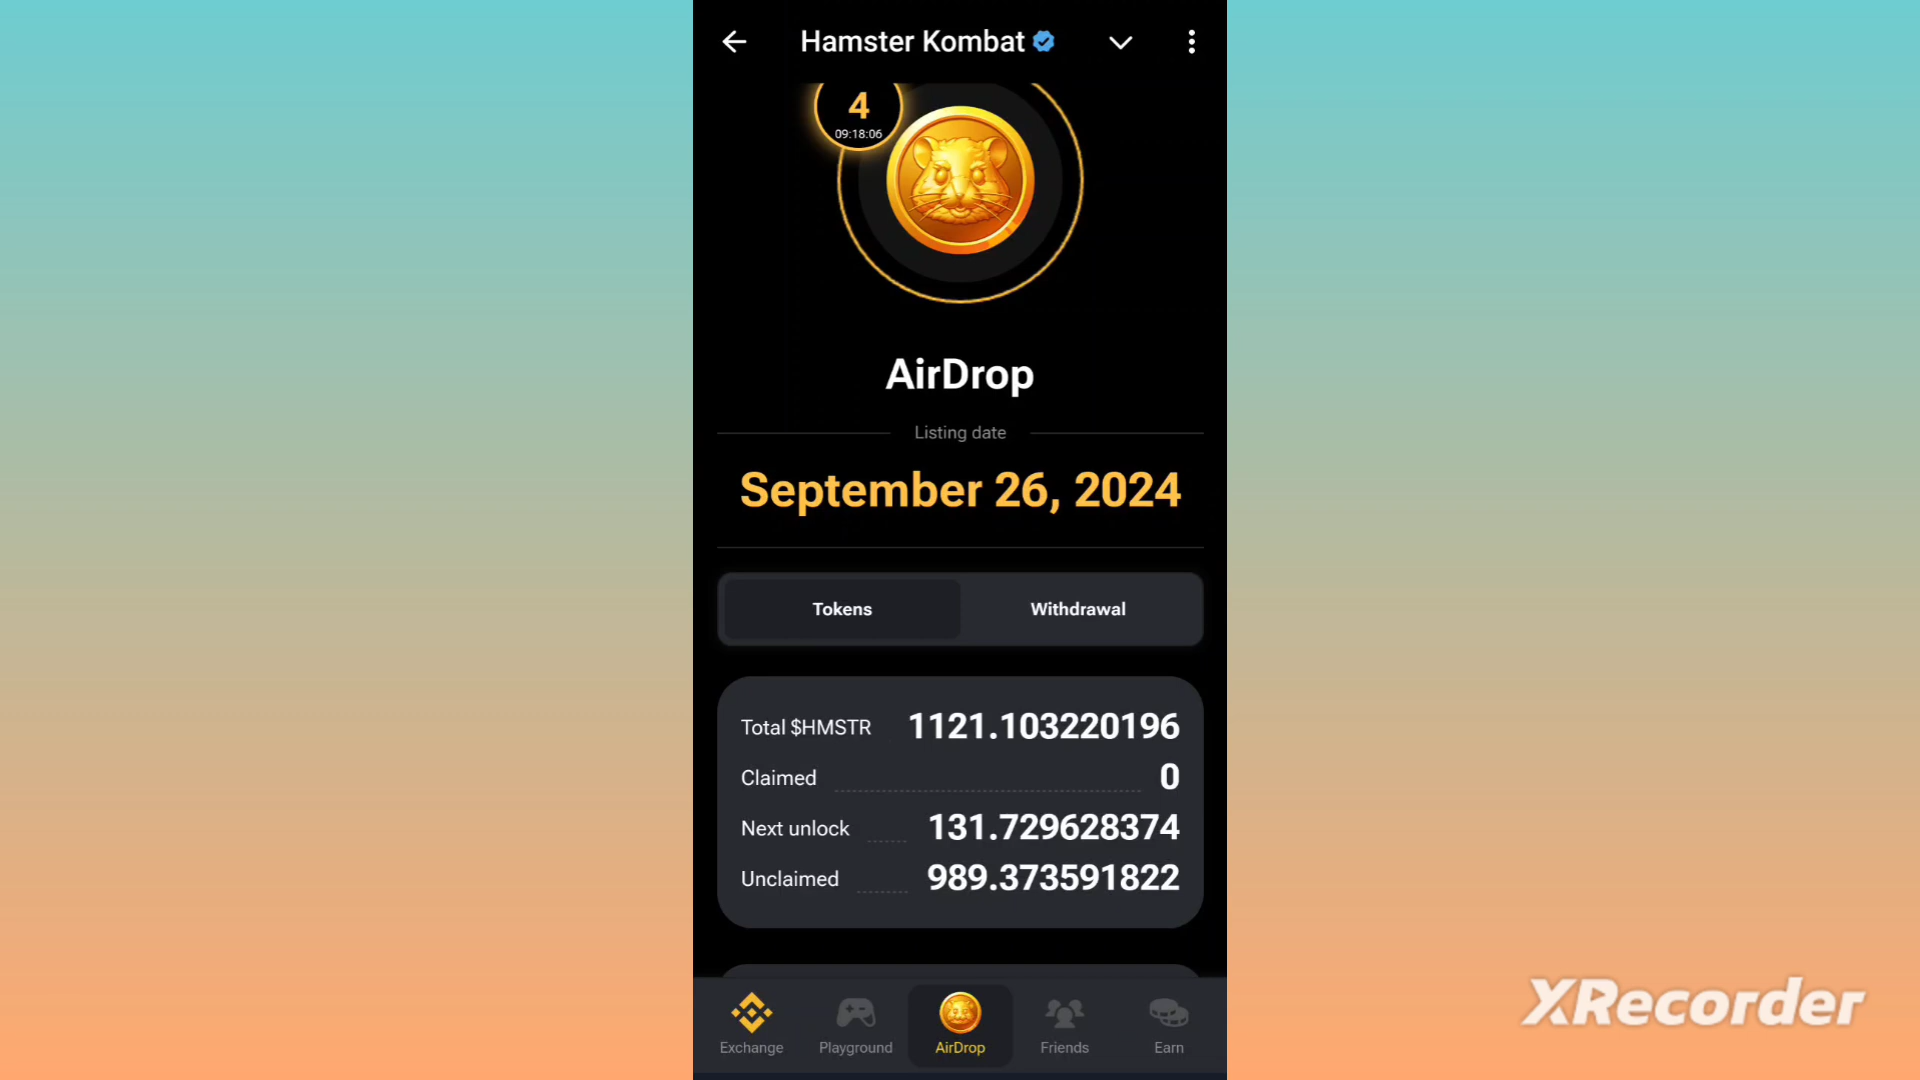 Hamster Kombat
4
09:18:06
AirDrop
Listing date
September 26, 2024
Tokens
Withdrawal
Total $HMSTR 1121.103220196
Claimed 0
Next unlock 131.729628374
Unclaimed 989.373591822
Exchange
Playground
AirDrop
Friends
Earn
XRecorder